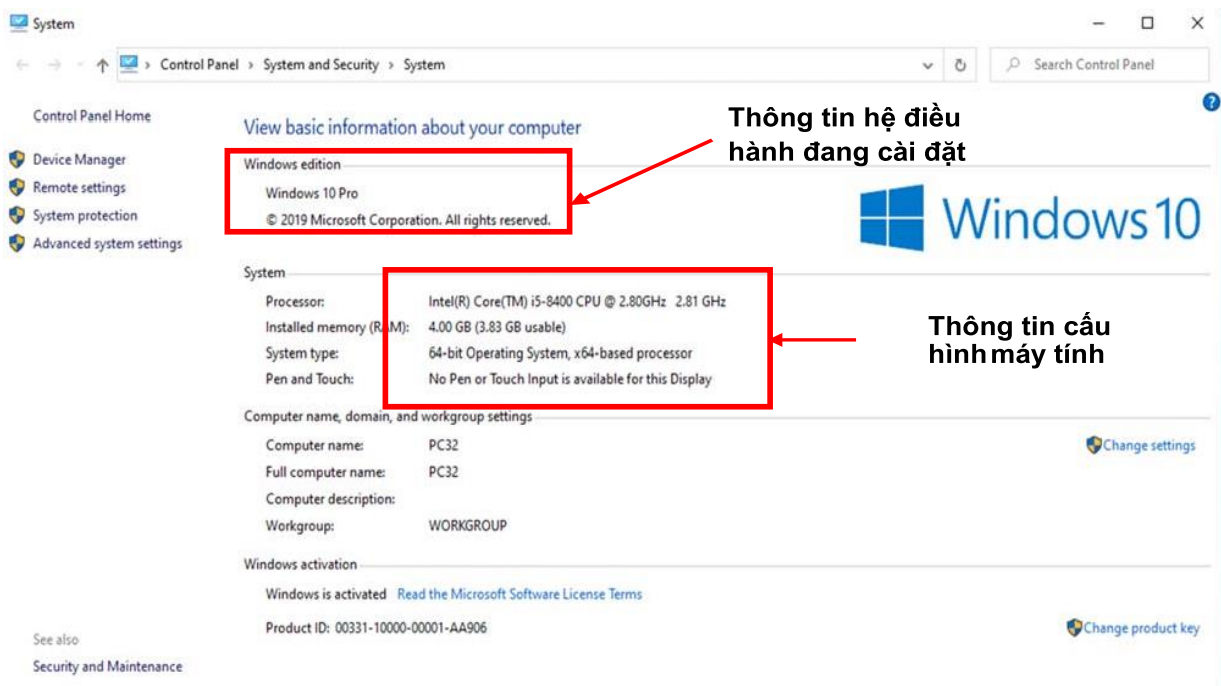 System
Control Panel > System and Security > System
Search Control Panel
Control Panel Home
Device Manager
Remote settings
System protection
Advanced system settings
See also
Security and Maintenance
View basic information about your computer
Windows edition
Windows 10 Pro
© 2019 Microsoft Corporation. All rights reserved.
Thông tin hệ điều
hành đang cài đặt
Windows 10
System
Processor: Intel(R) Core(TM) i5-8400 CPU @ 2.80GHz 2.81 GHz
Installed memory (RAM): 4.00 GB (3.83 GB usable)
System type: 64-bit Operating System, x64-based processor
Pen and Touch: No Pen or Touch Input is available for this Display
Thông tin cấu
hình máy tính
Computer name, domain, and workgroup settings
Computer name: PC32
Change settings
Full computer name: PC32
Computer description:
Workgroup: WORKGROUP
Windows activation
Windows is activated Read the Microsoft Software License Terms
Product ID: 00331-10000-00001-AA906
Change product key